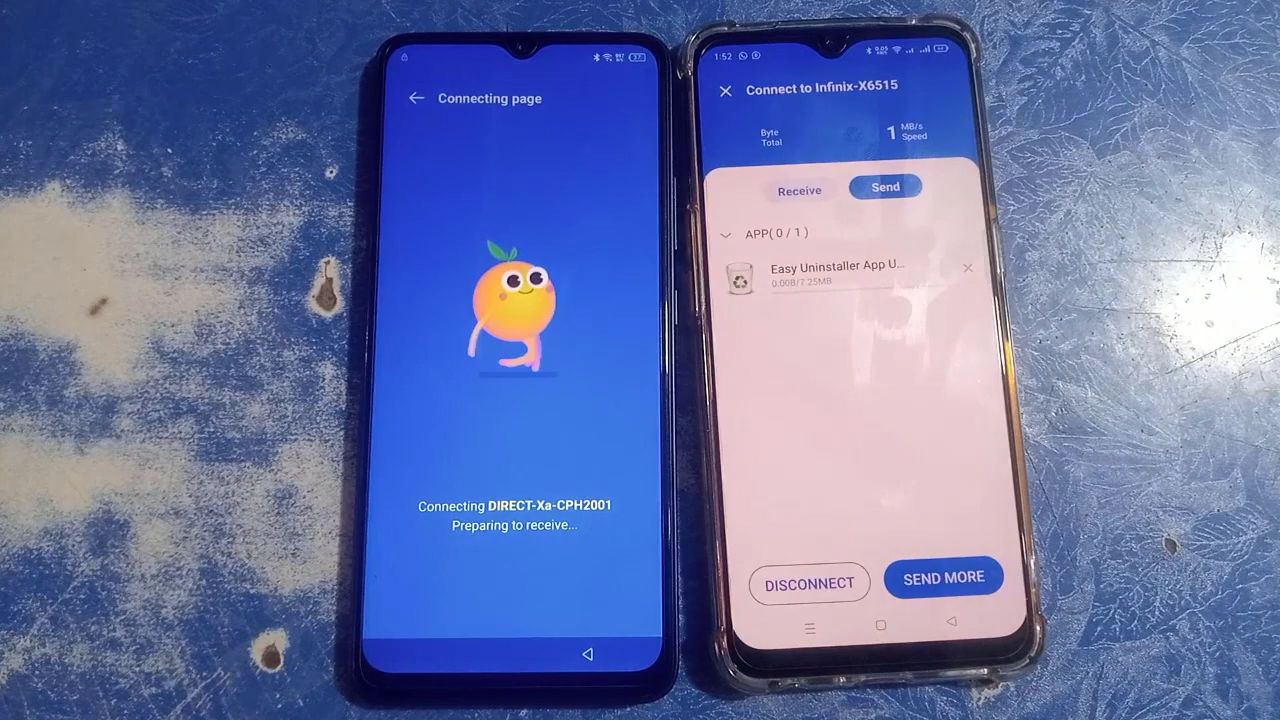 Connecting page
Connecting DIRECT-Xa-CPH2001
Preparing to receive...
1:52
Connect to Infinix-X6515
Byte
Total
1 MB/s
Speed
Receive
Send
APP( 0 / 1 )
Easy Uninstaller App U...
0.00B/7.25MB
DISCONNECT
SEND MORE